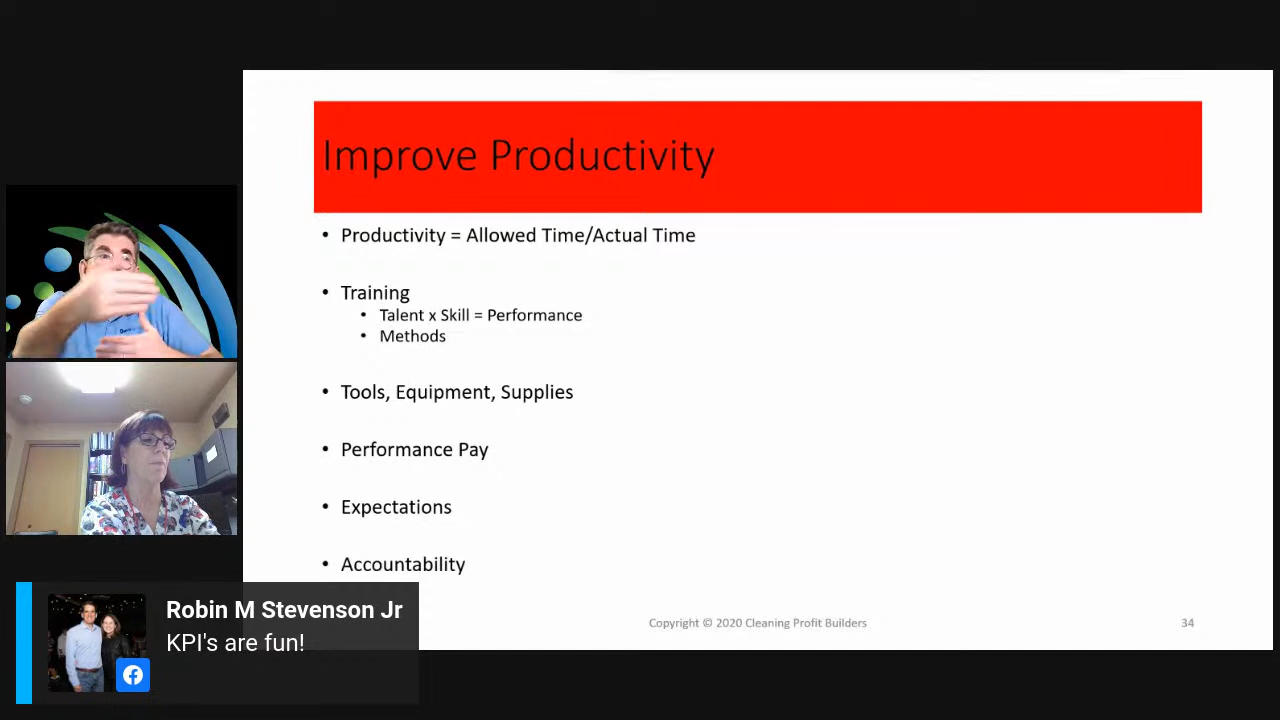 Improve Productivity
• Productivity = Allowed Time/Actual Time
• Training
• Talent x Skill = Performance
• Methods
• Tools, Equipment, Supplies
• Performance Pay
• Expectations
• Accountability
Copyright © 2020 Cleaning Profit Builders
34
Robin M Stevenson Jr
KPI's are fun!